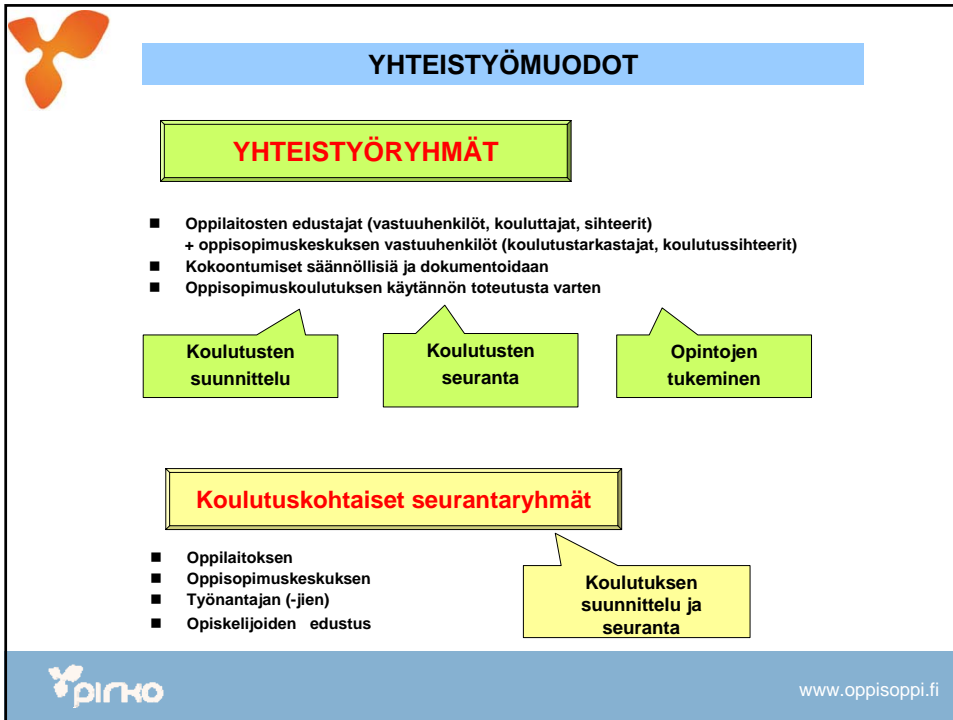 YHTEISTYÖMUODOT
YHTEISTYÖRYHMÄT
Oppilaitosten edustajat (vastuuhenkilöt, kouluttajat, sihteerit)
+ oppisopimuskeskuksen vastuuhenkilöt (koulutustarkastajat, koulutussihteerit)
Kokoontumiset säännöllisiä ja dokumentoidaan
Oppisopimuskoulutuksen käytännön toteutusta varten
Koulutusten
suunnittelu
Koulutusten
seuranta
Opintojen
tukeminen
Koulutuskohtaiset seurantaryhmät
Oppilaitoksen
Oppisopimuskeskuksen
Työnantajan (-jien)
Opiskelijoiden edustus
Koulutuksen
suunnittelu ja
seuranta
pirko
www.oppisoppi.fi